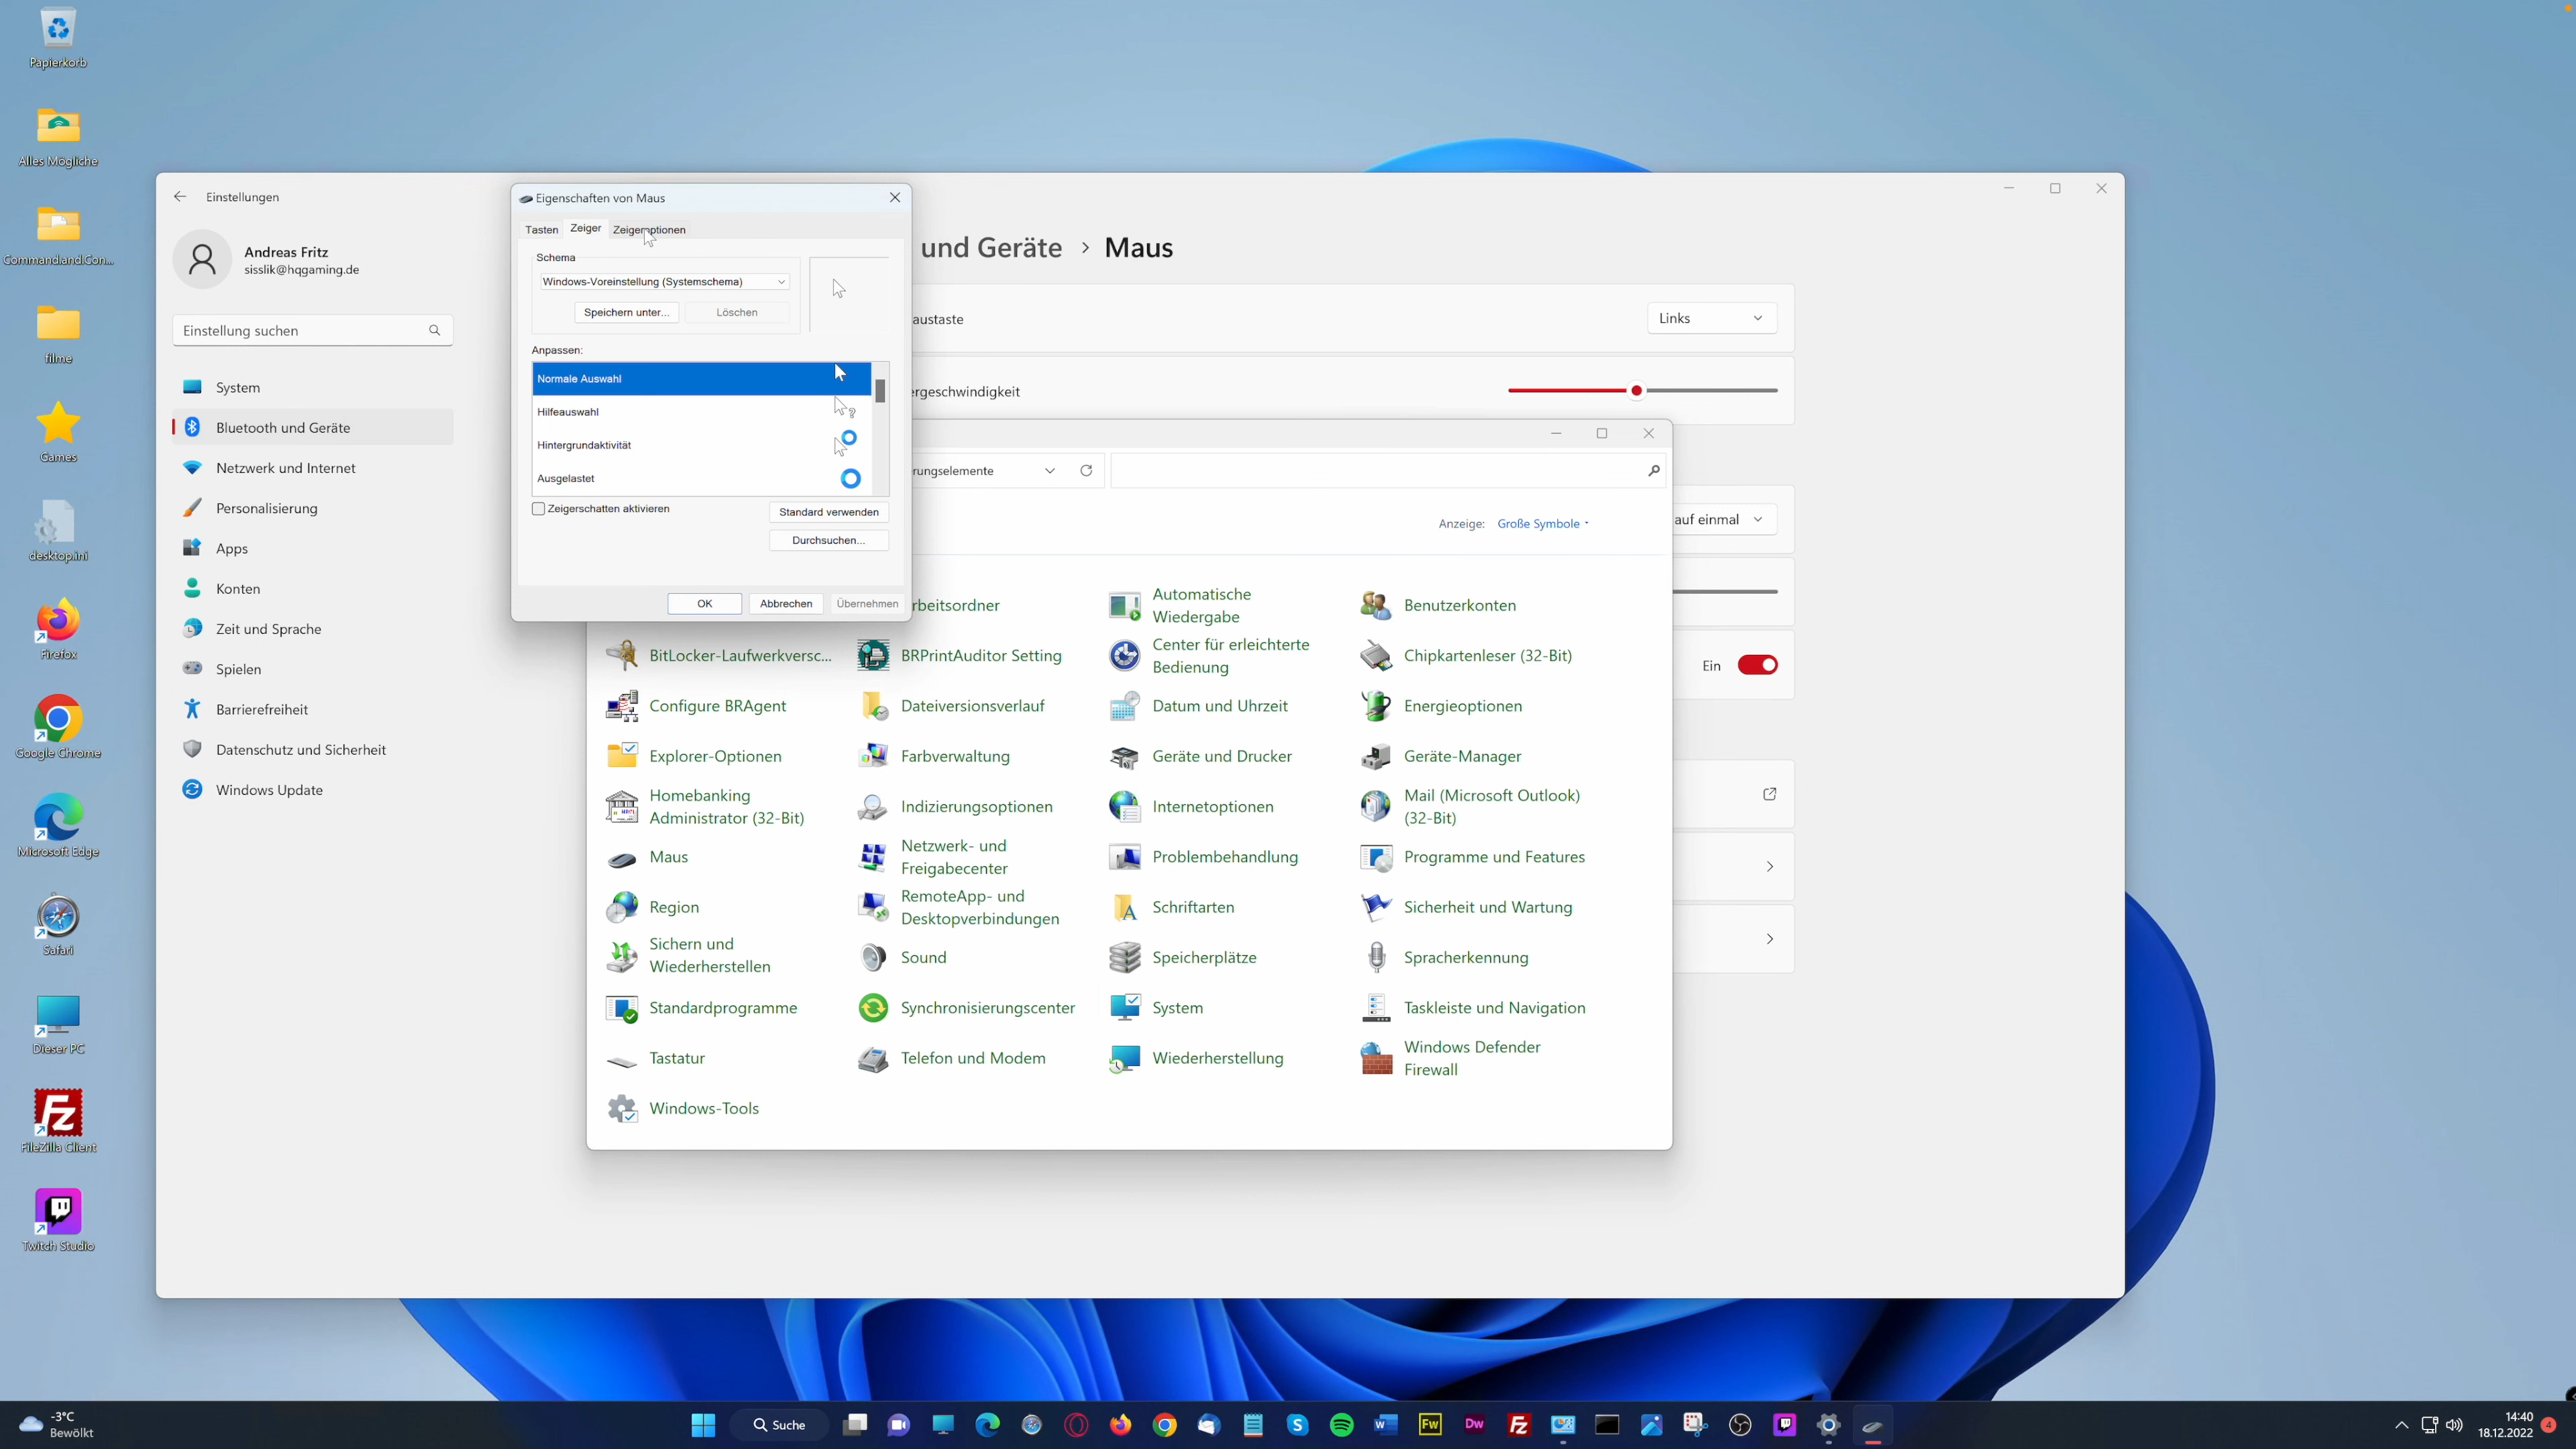 Papierkorb
Alles Mögliche
Commandland.Con...
filme
Games
desktop.ini
Firefox
Google Chrome
Microsoft Edge
Safari
Dieser PC
FileZilla Client
Twitch Studio
Einstellungen
Andreas Fritz
sisslik@hqgaming.de
Einstellung suchen
System
Bluetooth und Geräte
Netzwerk und Internet
Personalisierung
Apps
Konten
Zeit und Sprache
Spielen
Barrierefreiheit
Datenschutz und Sicherheit
Windows Update
und Geräte > Maus
austaste
Links
ergeschwindigkeit
auf einmal
Ein
Eigenschaften von Maus
Tasten
Zeiger
Zeigeroptionen
Schema
Windows-Voreinstellung (Systemschema)
Speichern unter...
Löschen
Anpassen:
Normale Auswahl
Hilfeauswahl
Hintergrundaktivität
Ausgelastet
Zeigerschatten aktivieren
Standard verwenden
Durchsuchen...
OK
Abbrechen
Übernehmen
rungselemente
Anzeige: Große Symbole
rbeitsordner
Automatische
Wiedergabe
Benutzerkonten
BitLocker-Laufwerkversc...
BRPrintAuditor Setting
Center für erleichterte
Bedienung
Chipkartenleser (32-Bit)
Configure BRAgent
Dateiversionsverlauf
Datum und Uhrzeit
Energieoptionen
Explorer-Optionen
Farbverwaltung
Geräte und Drucker
Geräte-Manager
Homebanking
Administrator (32-Bit)
Indizierungsoptionen
Internetoptionen
Mail (Microsoft Outlook)
(32-Bit)
Maus
Netzwerk- und
Freigabecenter
Problembehandlung
Programme und Features
Region
RemoteApp- und
Desktopverbindungen
Schriftarten
Sicherheit und Wartung
Sichern und
Wiederherstellen
Sound
Speicherplätze
Spracherkennung
Standardprogramme
Synchronisierungscenter
System
Taskleiste und Navigation
Tastatur
Telefon und Modem
Wiederherstellung
Windows Defender
Firewall
Windows-Tools
-3°C
Bewölkt
Suche
Fw
Dw
14:40
18.12.2022
4